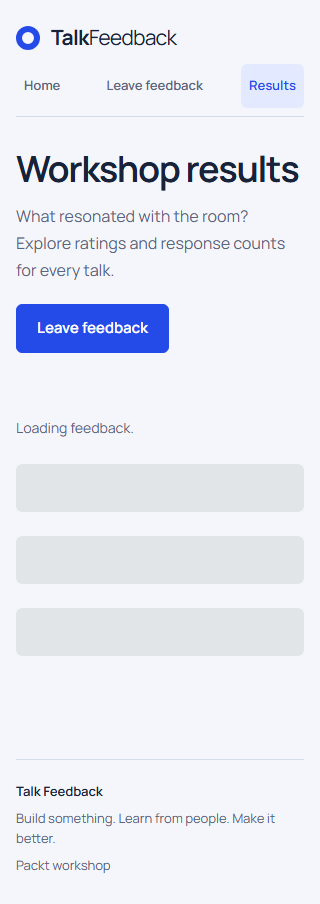 TalkFeedback
Home Leave feedback Results
Workshop results
What resonated with the room?
Explore ratings and response counts
for every talk.
Leave feedback
Loading feedback.
Talk Feedback
Build something. Learn from people. Make it
better.
Packt workshop